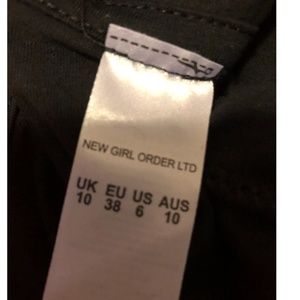 NEW GIRL ORDER LTD
UK EU US AUS
10 38 6 10